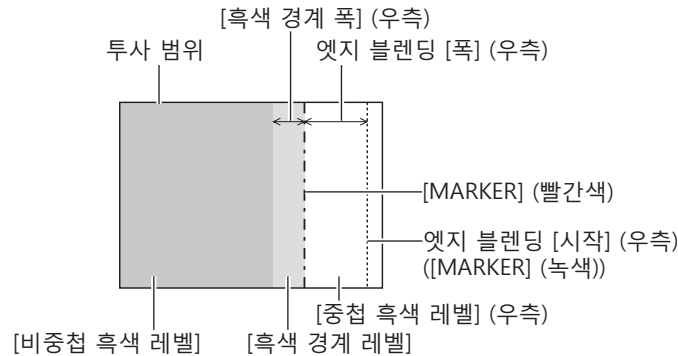 [흑색 경계 폭] (우측)
투사 범위
엣지 블렌딩 [폭] (우측)
[MARKER] (빨간색)
엣지 블렌딩 [시작] (우측)
([MARKER] (녹색))
[중첩 흑색 레벨] (우측)
[비중첩 흑색 레벨]
[흑색 경계 레벨]